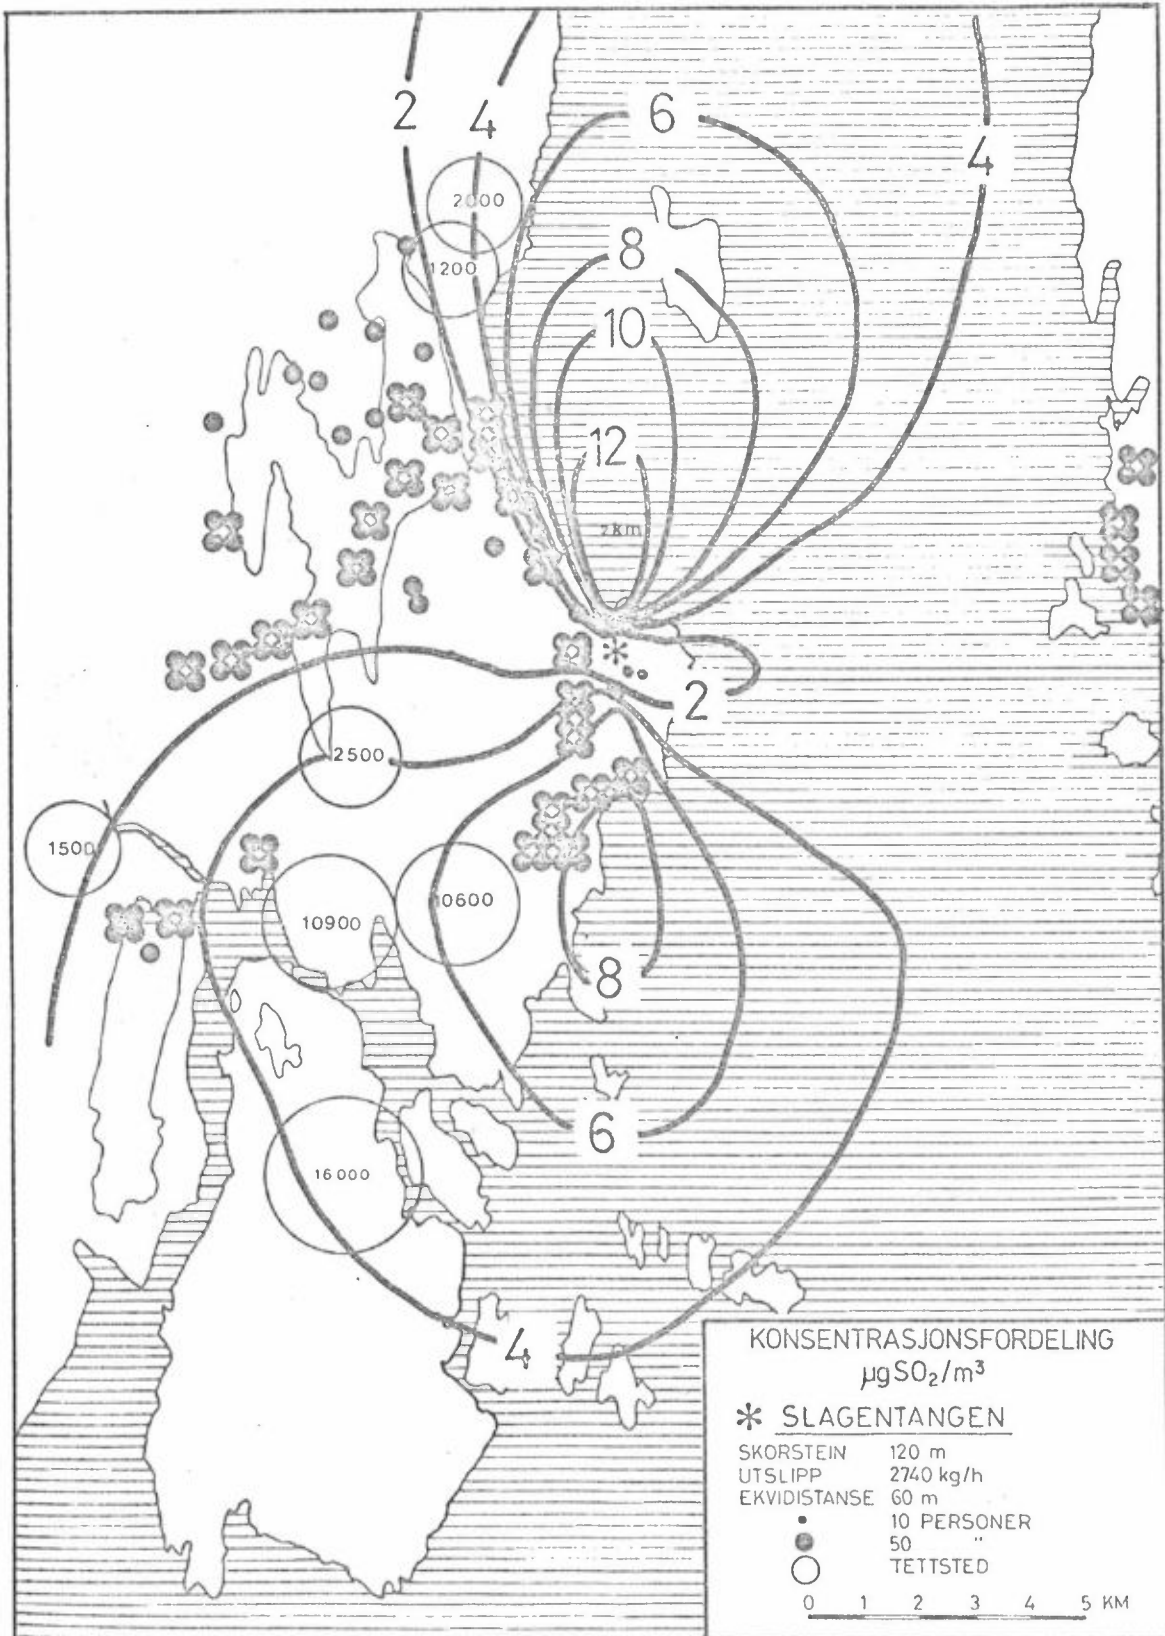 2 4 6
4
2000
8
1200
10
12
2km
2
2500
1500
10900 10600
8
6
16000
4
KONSENTRASJONSFORDELING
µgSO₂/m³
* SLAGENTANGEN
SKORSTEIN 120 m
UTSLIPP 2740 kg/h
EKVIDISTANSE 60 m
10 PERSONER
50 "
TETTSTED
0 1 2 3 4 5 KM